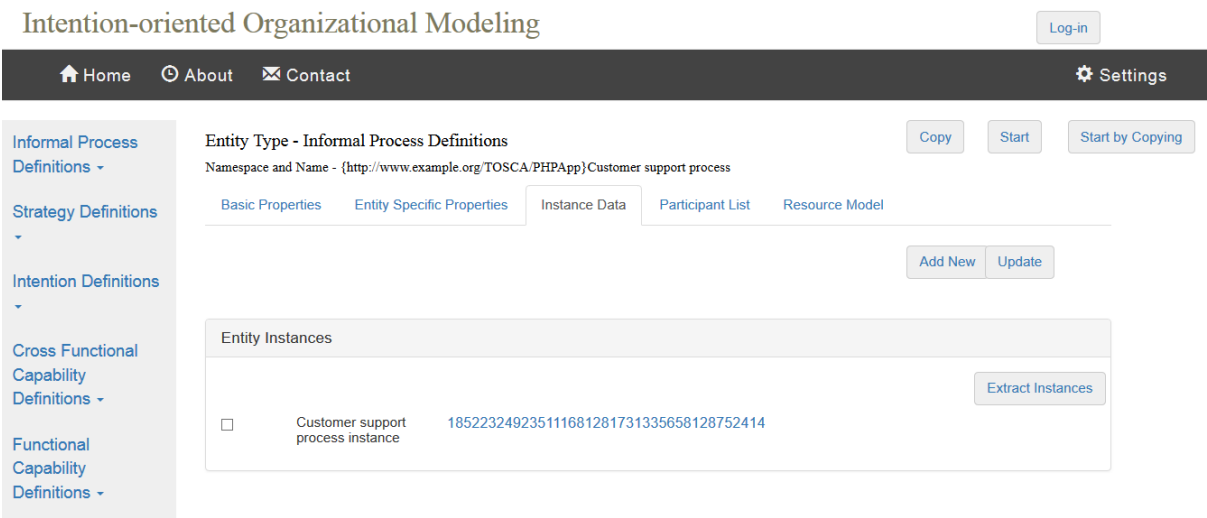 Intention-oriented Organizational Modeling
Log-in
Home About Contact Settings
Informal Process
Definitions
Strategy Definitions
Intention Definitions
Cross Functional
Capability
Definitions
Functional
Capability
Definitions
Entity Type - Informal Process Definitions
Copy Start Start by Copying
Namespace and Name - {http://www.example.org/TOSCA/PHPApp}Customer support process
Basic Properties Entity Specific Properties Instance Data Participant List Resource Model
Add New Update
Entity Instances
Extract Instances
Customer support
process instance
185223249235111681281731335658128752414